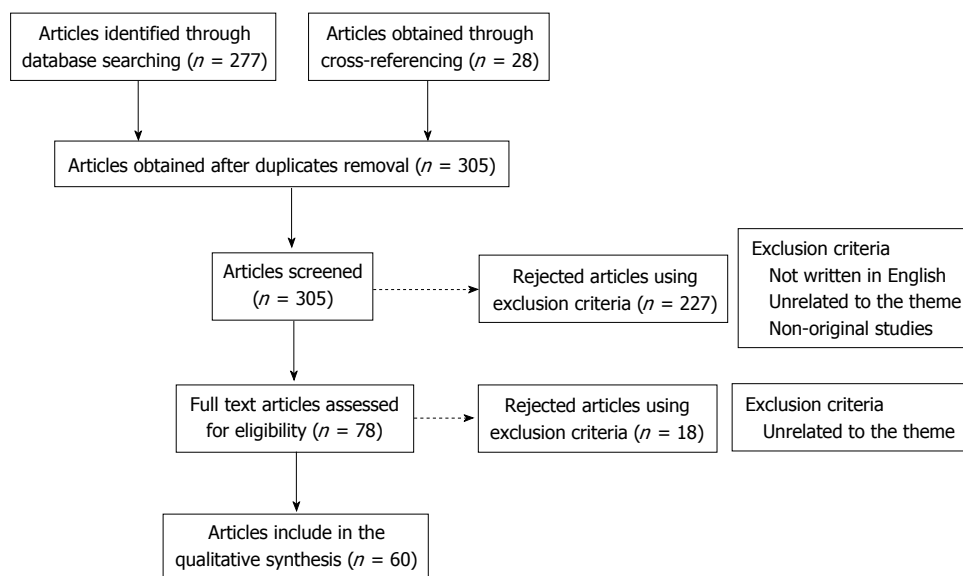 Articles identified through
database searching (n = 277)
Articles obtained through
cross-referencing (n = 28)
Articles obtained after duplicates removal (n = 305)
Articles screened
(n = 305)
Rejected articles using
exclusion criteria (n = 227)
Exclusion criteria
Not written in English
Unrelated to the theme
Non-original studies
Full text articles assessed
for eligibility (n = 78)
Rejected articles using
exclusion criteria (n = 18)
Exclusion criteria
Unrelated to the theme
Articles include in the
qualitative synthesis (n = 60)